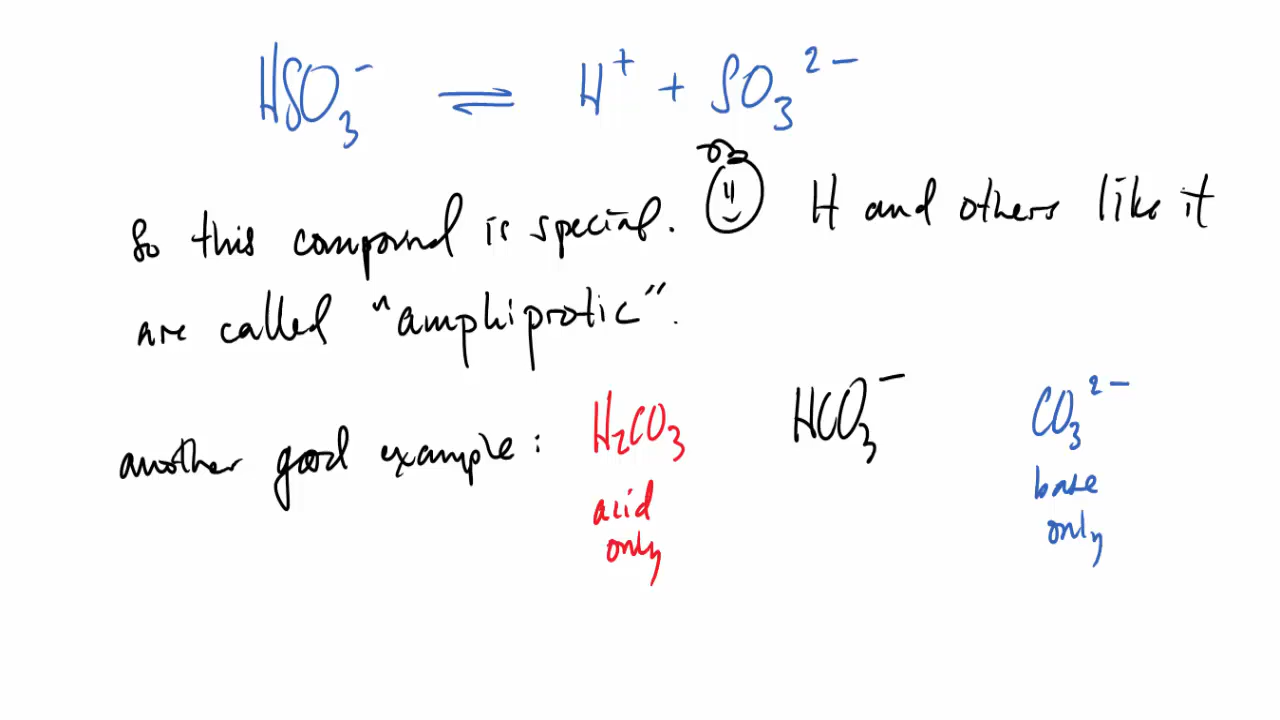 HSO₃⁻ ⇌ H⁺ + SO₃²⁻
So this compound is special. H and others like it
are called "amphiprotic".
another good example: H₂CO₃ HCO₃⁻ CO₃²⁻
acid only base only